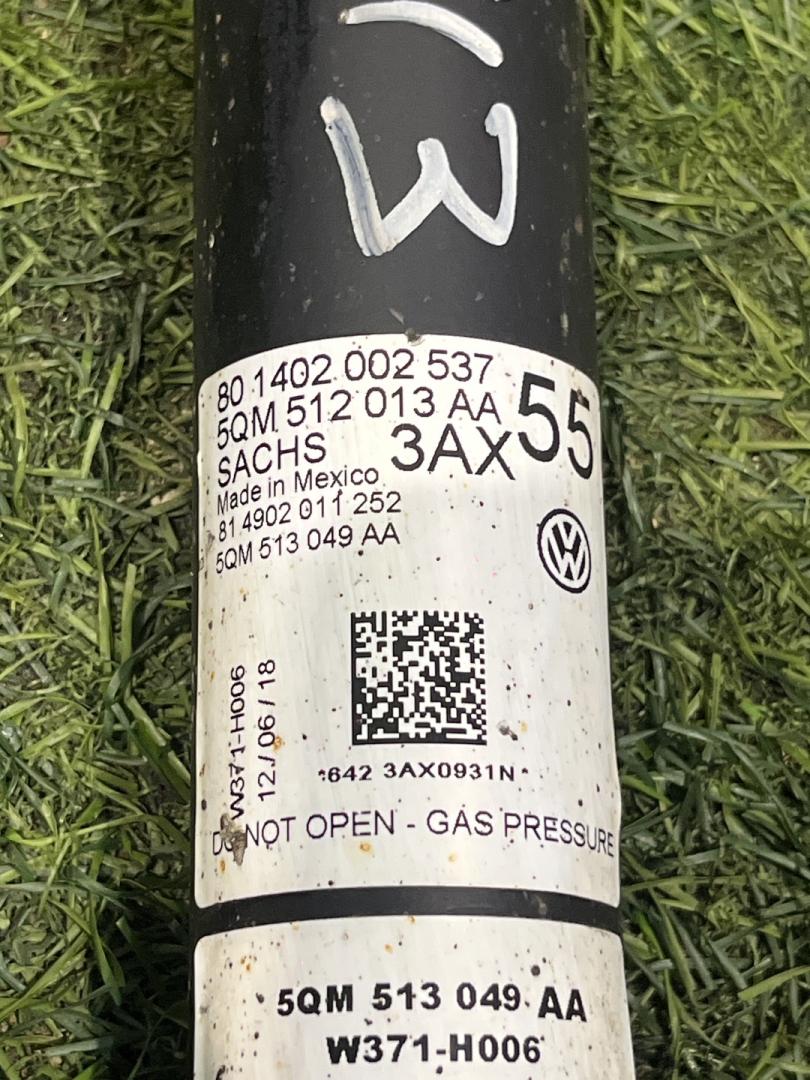 80 1402 002 537
5QM 512 013 AA
55
SACHS
3AX
Made in Mexico
81 4902 011 252
5QM 513 049 AA
W371-H006
12/06/18
*642 3AX0931N*
DO NOT OPEN - GAS PRESSURE
5QM 513 049 AA
W371-H006